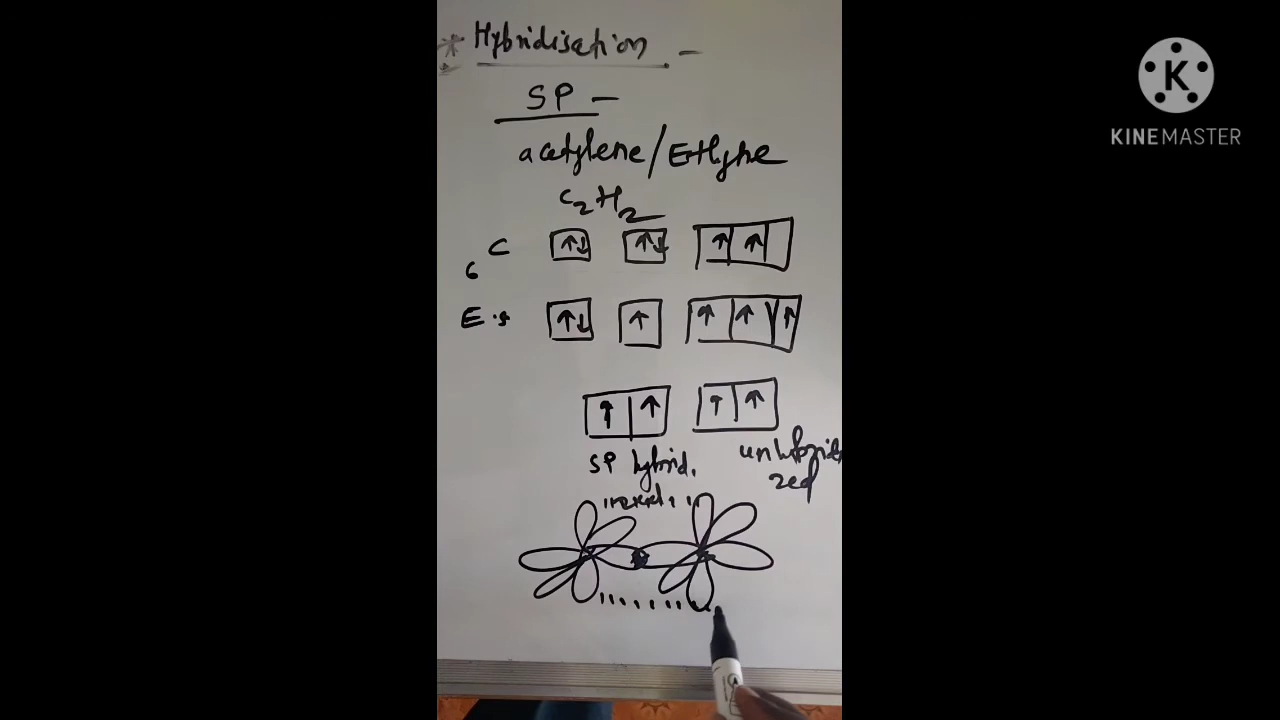 * Hybridisation -
SP -
acetylene/Ethyne
C2H2
6C ↑↓ ↑↓ ↑ ↑
E.s ↑↓ ↑ ↑ ↑ ↑
↑ ↑ ↑ ↑
SP hybrid.
unhybridi
zed
K
KINEMASTER